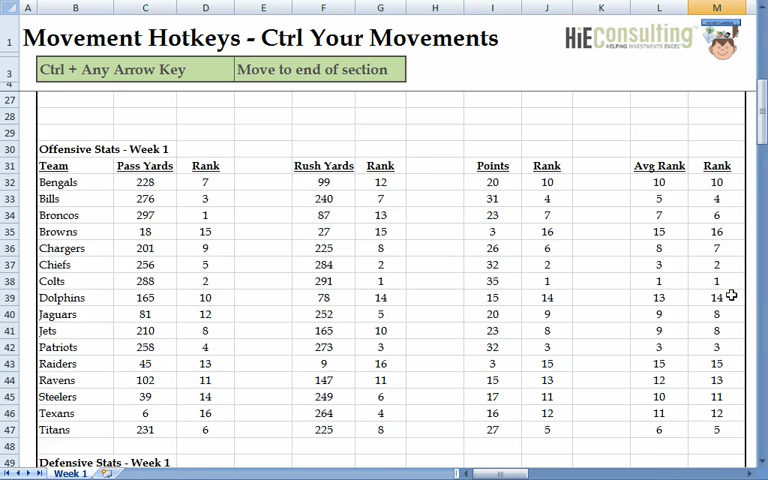 A B C D E F G H I J K L M
1 Movement Hotkeys - Ctrl Your Movements HiEConsulting
HELPING INVESTMENTS EXCEL
3 Ctrl + Any Arrow Key Move to end of section
4
27
28
29
30 Offensive Stats - Week 1
31 Team Pass Yards Rank Rush Yards Rank Points Rank Avg Rank Rank
32 Bengals 228 7 99 12 20 10 10 10
33 Bills 276 3 240 7 31 4 5 4
34 Broncos 297 1 87 13 23 7 7 6
35 Browns 18 15 27 15 3 16 15 16
36 Chargers 201 9 225 8 26 6 8 7
37 Chiefs 256 5 284 2 32 2 3 2
38 Colts 288 2 291 1 35 1 1 1
39 Dolphins 165 10 78 14 15 14 13 14
40 Jaguars 81 12 252 5 20 9 9 8
41 Jets 210 8 165 10 23 8 9 8
42 Patriots 258 4 273 3 32 3 3 3
43 Raiders 45 13 9 16 3 15 15 15
44 Ravens 102 11 147 11 15 13 12 13
45 Steelers 39 14 249 6 17 11 10 11
46 Texans 6 16 264 4 16 12 11 12
47 Titans 231 6 225 8 27 5 6 5
48
49 Defensive Stats - Week 1
Week 1